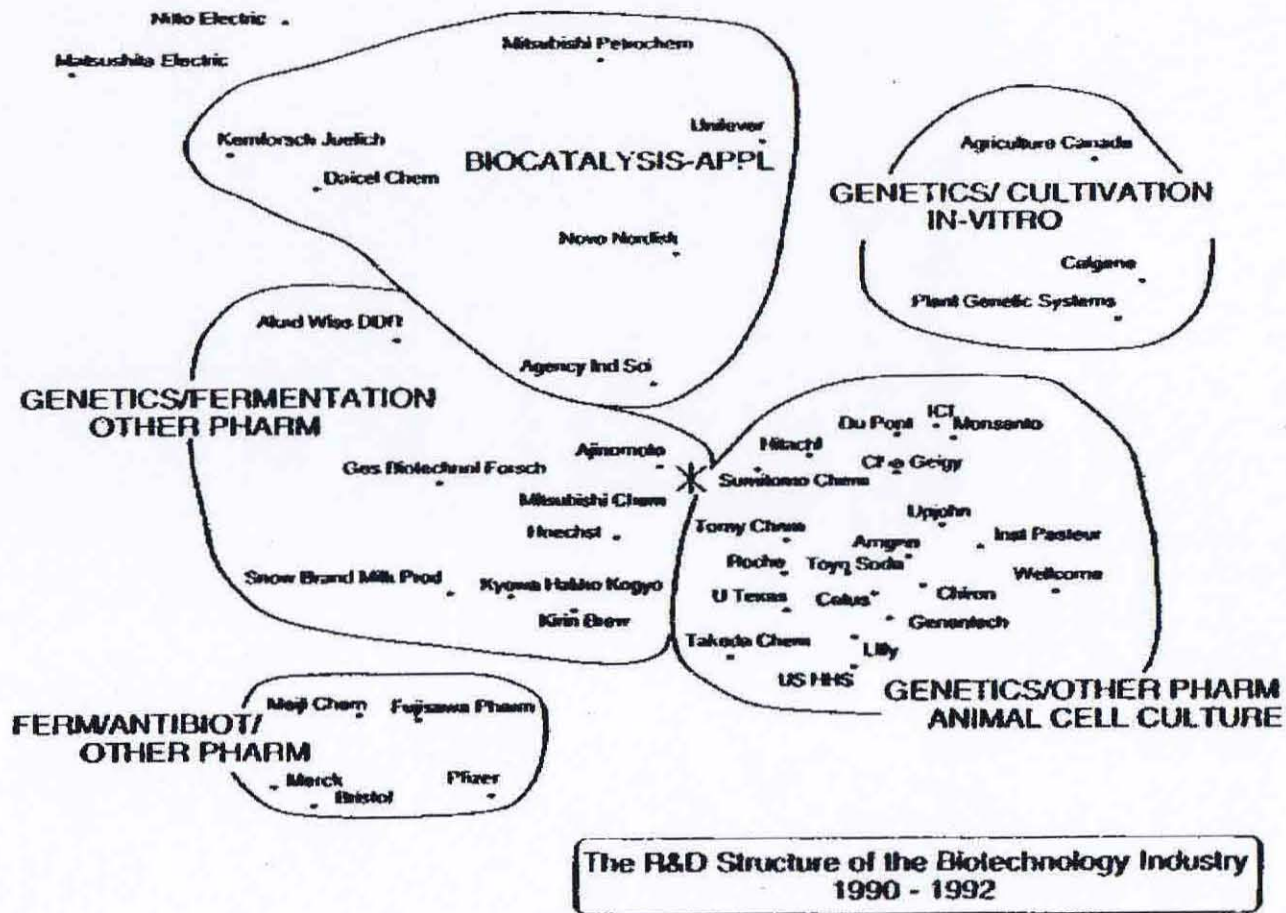 Nitto Electric
Matsushita Electric
Mitsubishi Petrochem
Unilever
Kernforsch Juelich
BIOCATALYSIS-APPL
Daicel Chem
Novo Nordisk
Agency Ind Sci
Agriculture Canada
GENETICS/ CULTIVATION
IN-VITRO
Calgene
Plant Genetic Systems
Akad Wiss DDR
GENETICS/FERMENTATION
OTHER PHARM
Ajinomoto
Ges Biotechnol Forsch
Mitsubishi Chem
Hoechst
Snow Brand Milk Prod
Kyowa Hakko Kogyo
Kirin Brew
Du Pont
ICI
Monsanto
Hitachi
Geigy
Sumitomo Chem
Upjohn
Inst Pasteur
Amgen
Roche
Toyo Soda
Wellcome
U Texas
Cetus
Chiron
Genentech
Takeda Chem
Lilly
US HHS
GENETICS/OTHER PHARM
ANIMAL CELL CULTURE
Meiji Chem
Fujisawa Pharm
FERM/ANTIBIOT/
OTHER PHARM
Merck
Bristol
Pfizer
The R&D Structure of the Biotechnology Industry
1990 - 1992